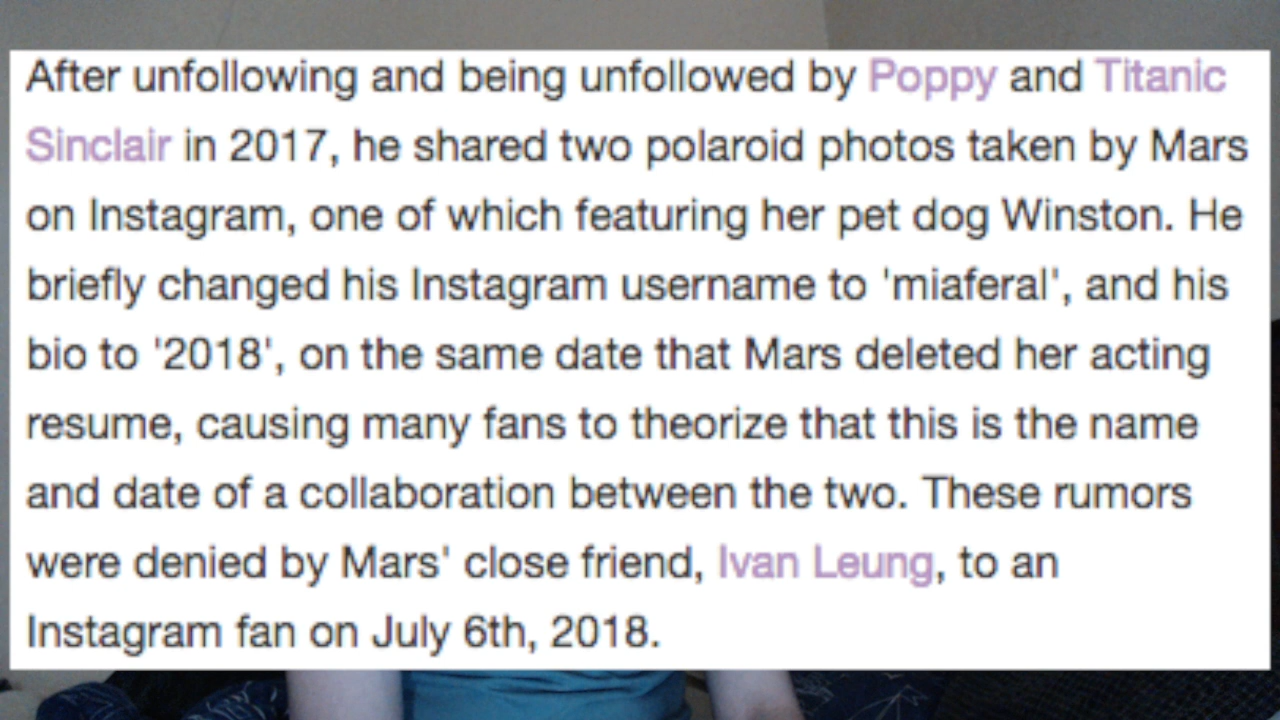 After unfollowing and being unfollowed by Poppy and Titanic
Sinclair in 2017, he shared two polaroid photos taken by Mars
on Instagram, one of which featuring her pet dog Winston. He
briefly changed his Instagram username to 'miaferal', and his
bio to '2018', on the same date that Mars deleted her acting
resume, causing many fans to theorize that this is the name
and date of a collaboration between the two. These rumors
were denied by Mars' close friend, Ivan Leung, to an
Instagram fan on July 6th, 2018.